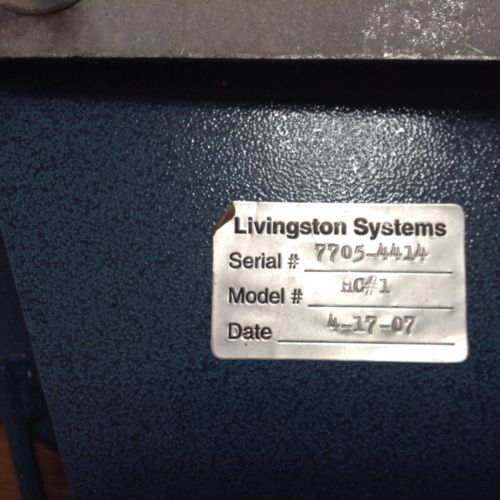 Livingston Systems
Serial # 7705-4414
Model # HC#1
Date 4-17-07